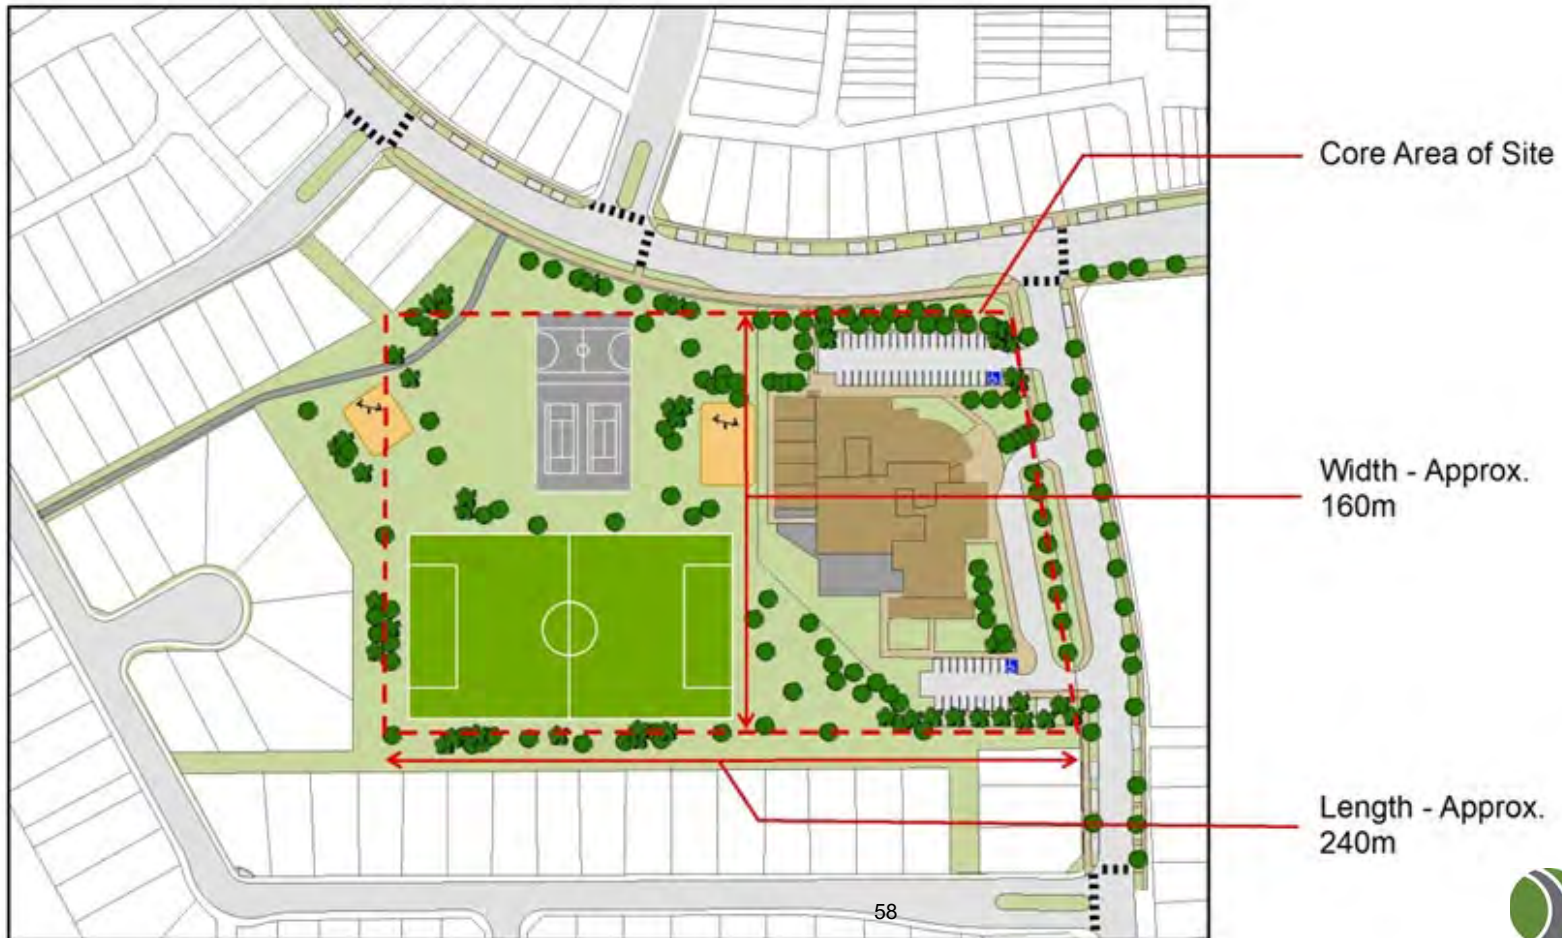 Core Area of Site
Width - Approx.
160m
Length - Approx.
240m
58